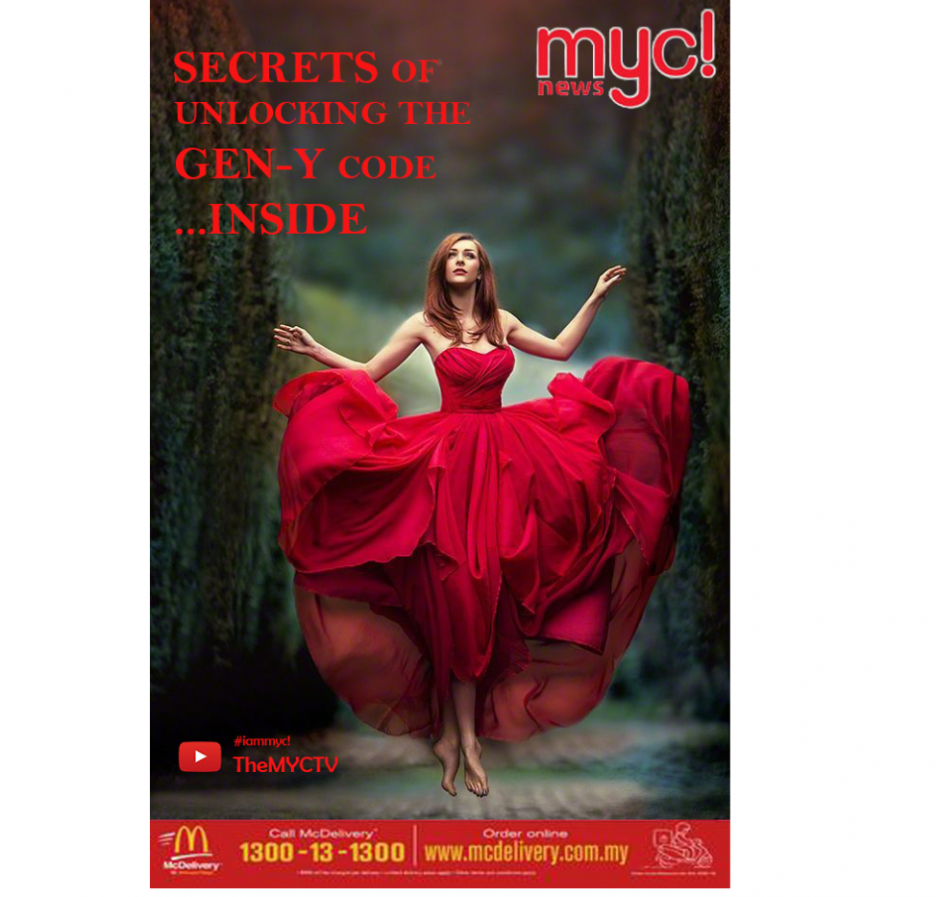 SECRETS OF
UNLOCKING THE
GEN-Y CODE
...INSIDE
myc!
news
#iammyc!
TheMYCTV
McDelivery
Call McDelivery
1300-13-1300
Order online
www.mcdelivery.com.my